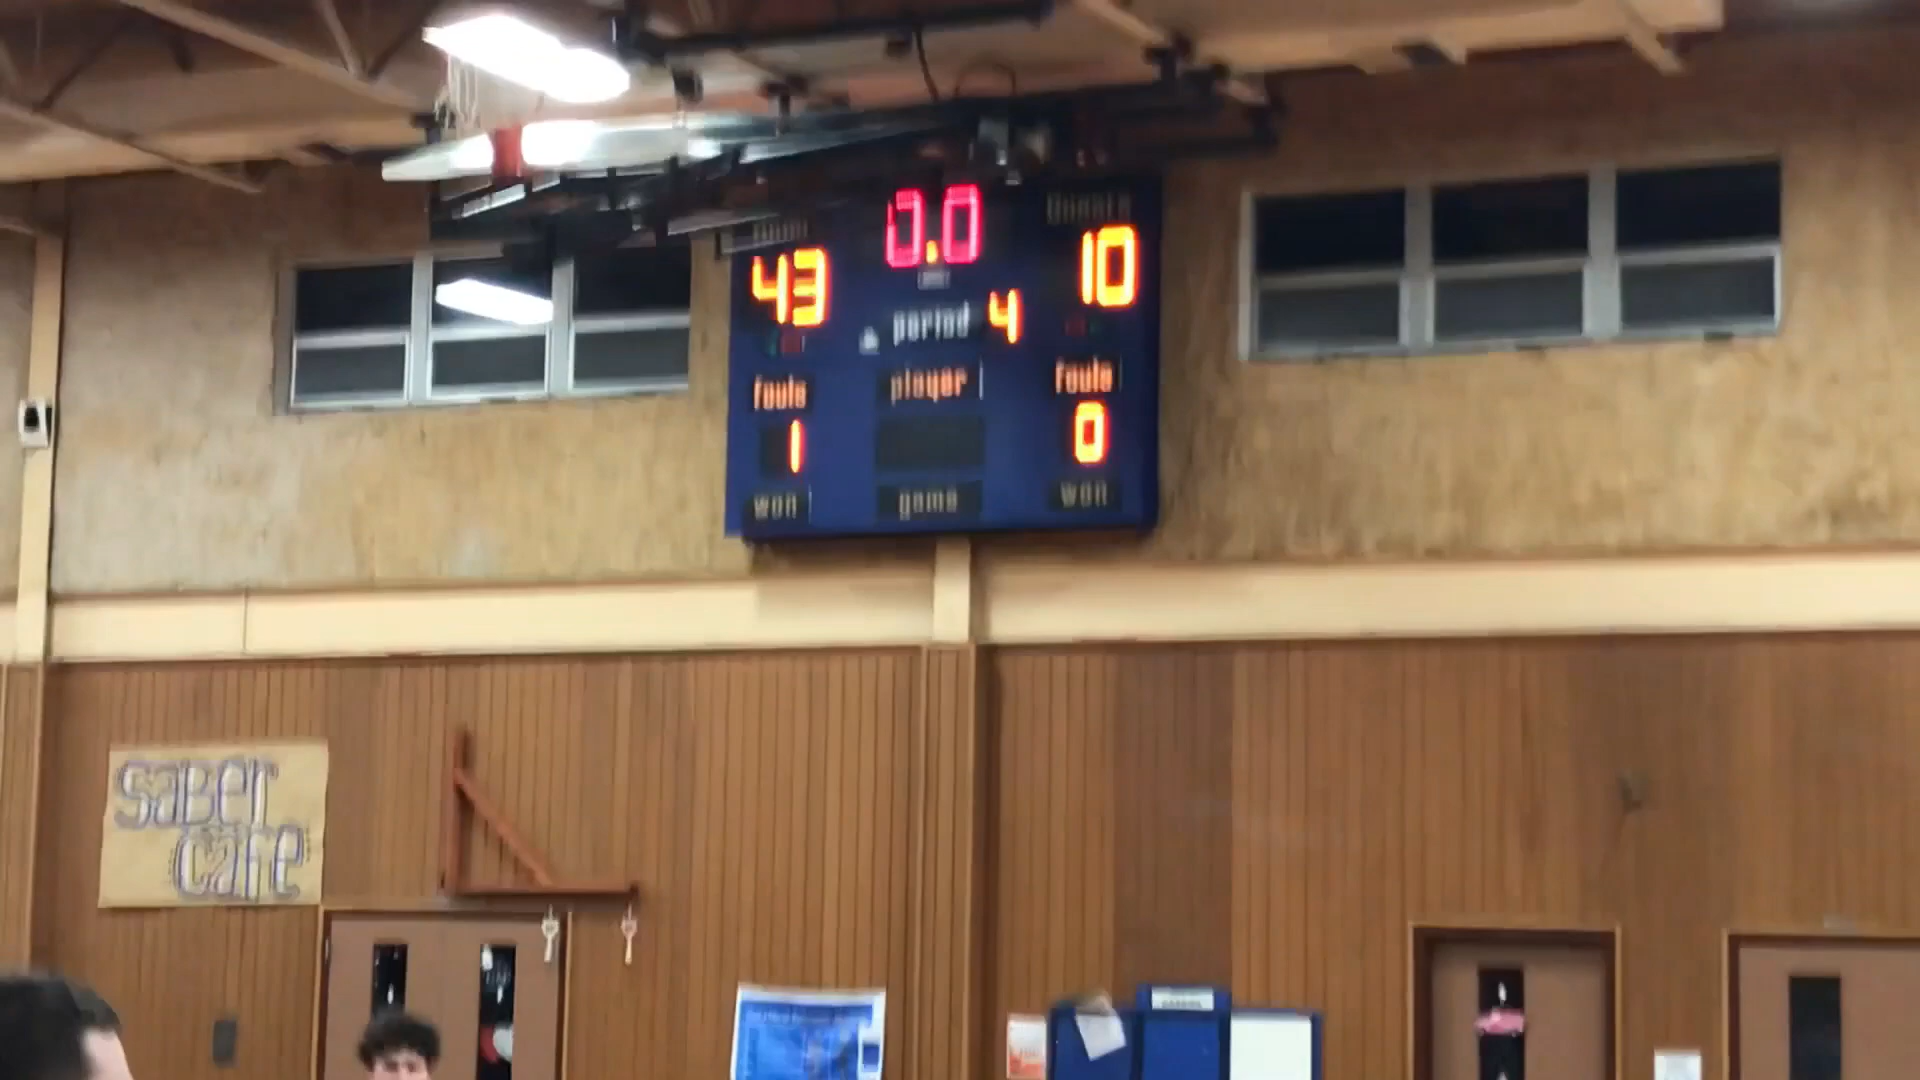 0.0
43
10
period 4
fouls
player
fouls
1
0
won
game
won
saber
cafe